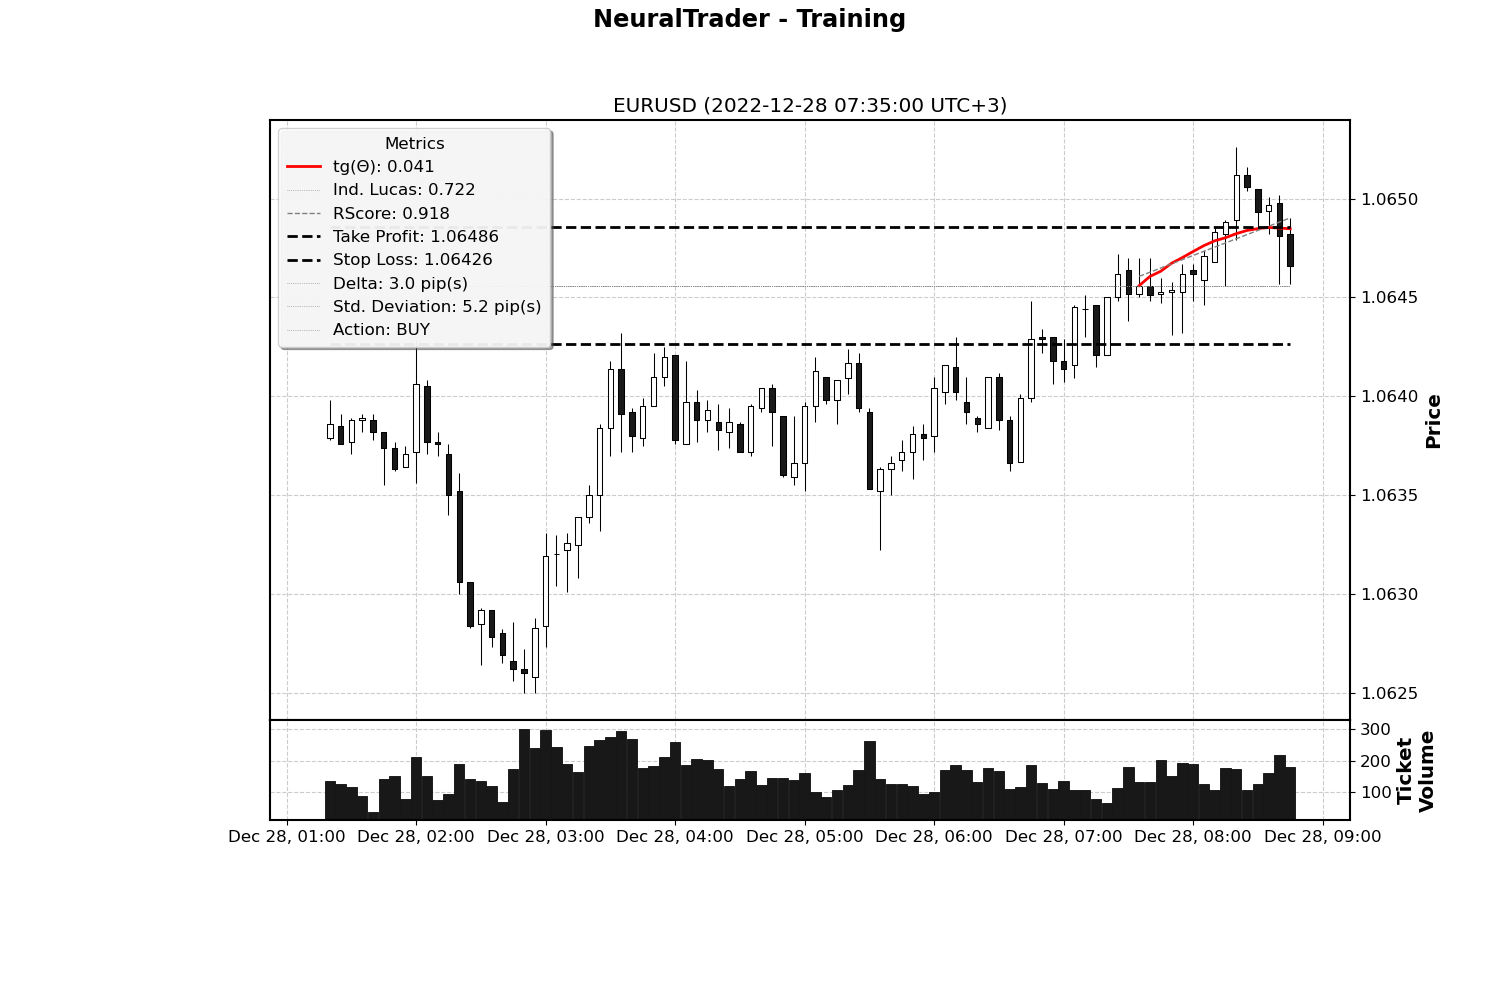 NeuralTrader - Training
EURUSD (2022-12-28 07:35:00 UTC+3)
Metrics
tg(Θ): 0.041
Ind. Lucas: 0.722
RScore: 0.918
Take Profit: 1.06486
Stop Loss: 1.06426
Delta: 3.0 pip(s)
Std. Deviation: 5.2 pip(s)
Action: BUY
1.0650
1.0645
1.0640
1.0635
1.0630
1.0625
Price
300
200
100
Ticket
Volume
Dec 28, 01:00 Dec 28, 02:00 Dec 28, 03:00 Dec 28, 04:00 Dec 28, 05:00 Dec 28, 06:00 Dec 28, 07:00 Dec 28, 08:00 Dec 28, 09:00